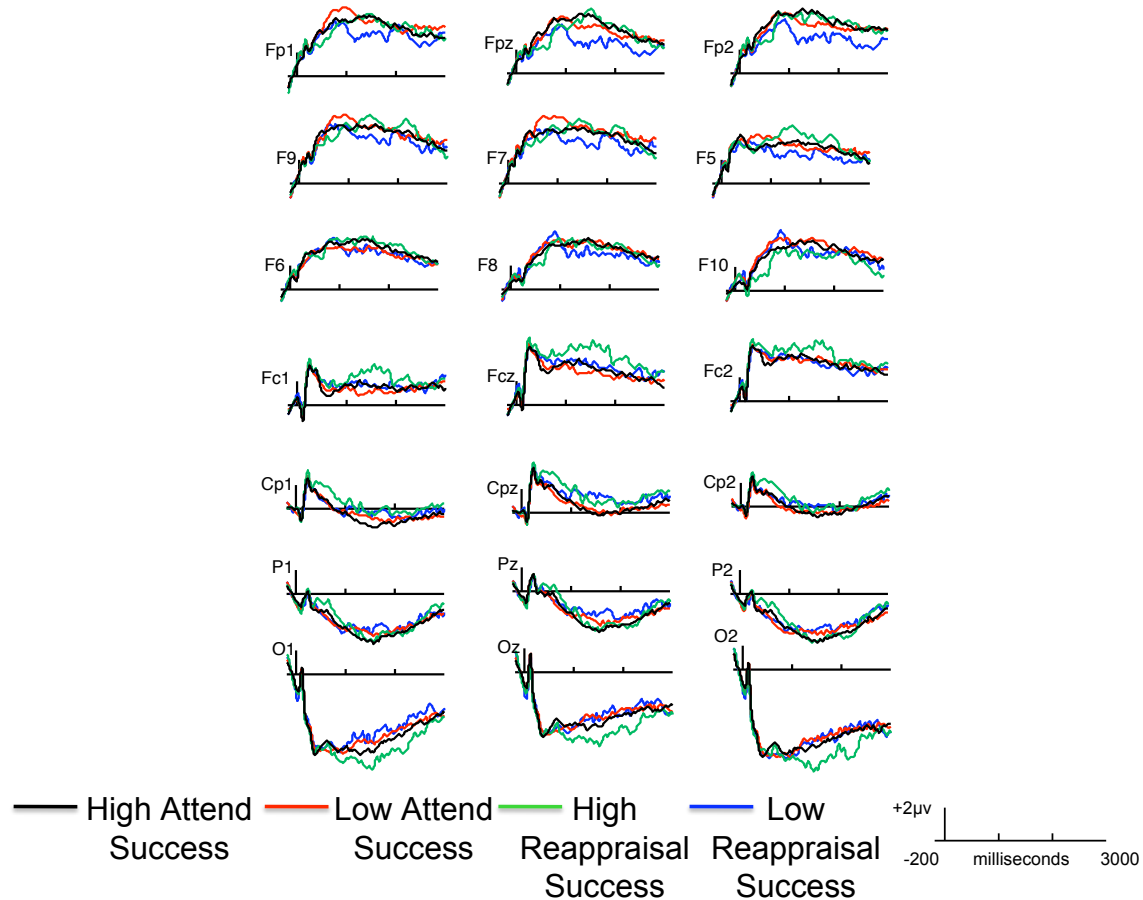 Fp1 Fpz Fp2
F9 F7 F5
F6 F8 F10
Fc1 Fcz Fc2
Cp1 Cpz Cp2
P1 Pz P2
O1 Oz O2
High Attend Success
Low Attend Success
High Reappraisal Success
Low Reappraisal Success
+2µv
-200 milliseconds 3000